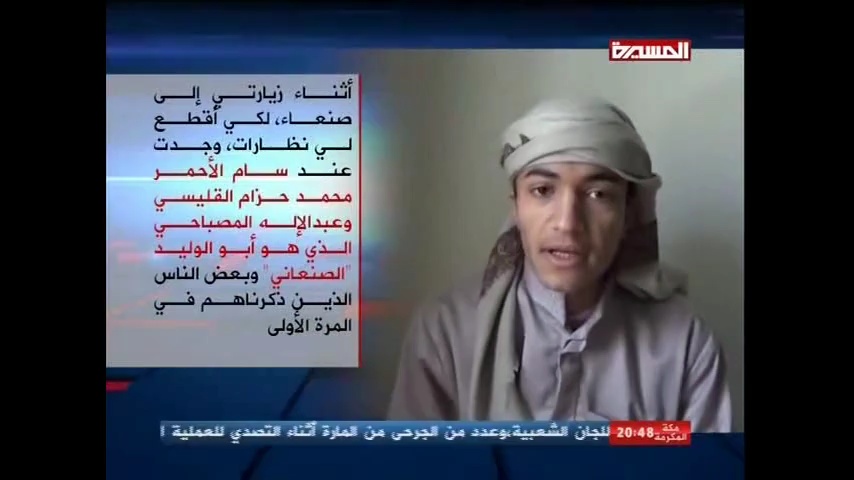 المسيرة
أثناء زيارتي إلى
صنعاء، لكي أقطع
لي نظارات، وجدت
عند سام الأحمر
محمد حزام القليسي
وعبدالإله المصباحي
الذي هو أبو الوليد
"الصنعاني" وبعض الناس
الذين ذكرناهم في
المرة الأولى
مكة
المكرمة
20:48
للجان الشعبية،وعدد من الجرحى من المارة أثناء التصدي للعملية ا